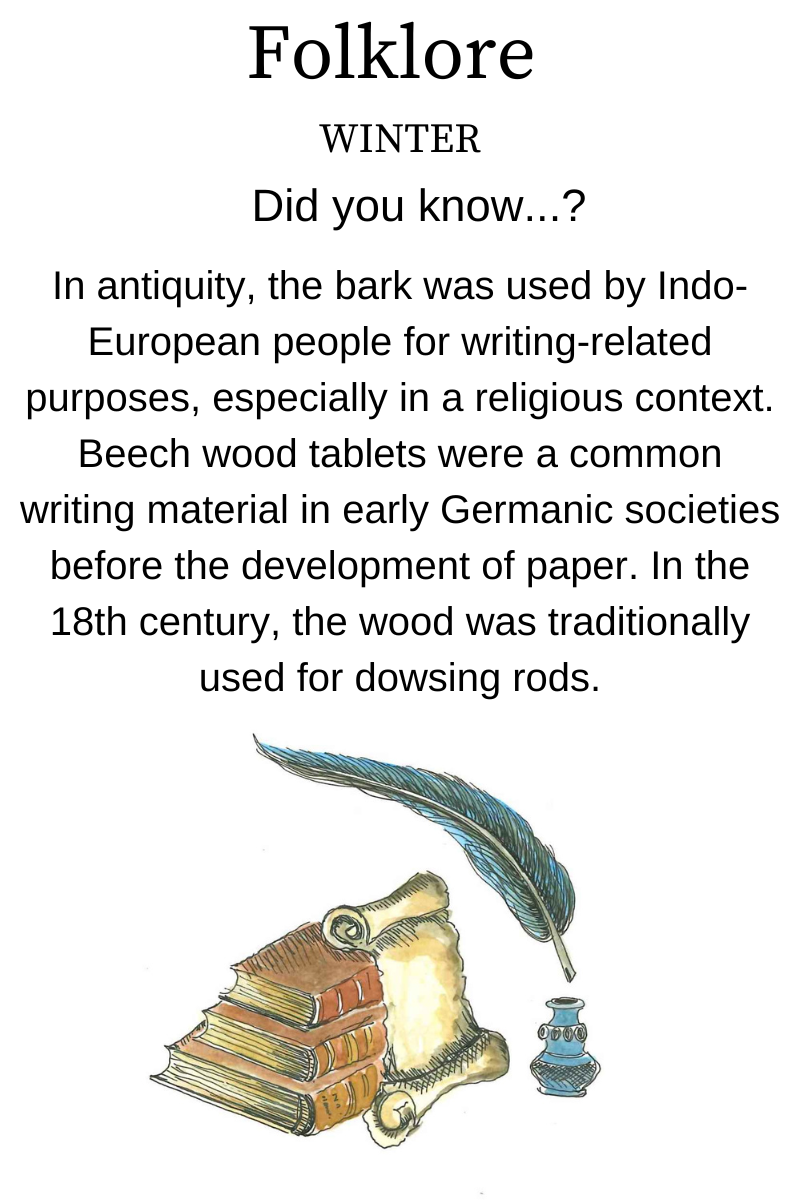 Folklore
WINTER
Did you know...?
In antiquity, the bark was used by Indo-
European people for writing-related
purposes, especially in a religious context.
Beech wood tablets were a common
writing material in early Germanic societies
before the development of paper. In the
18th century, the wood was traditionally
used for dowsing rods.